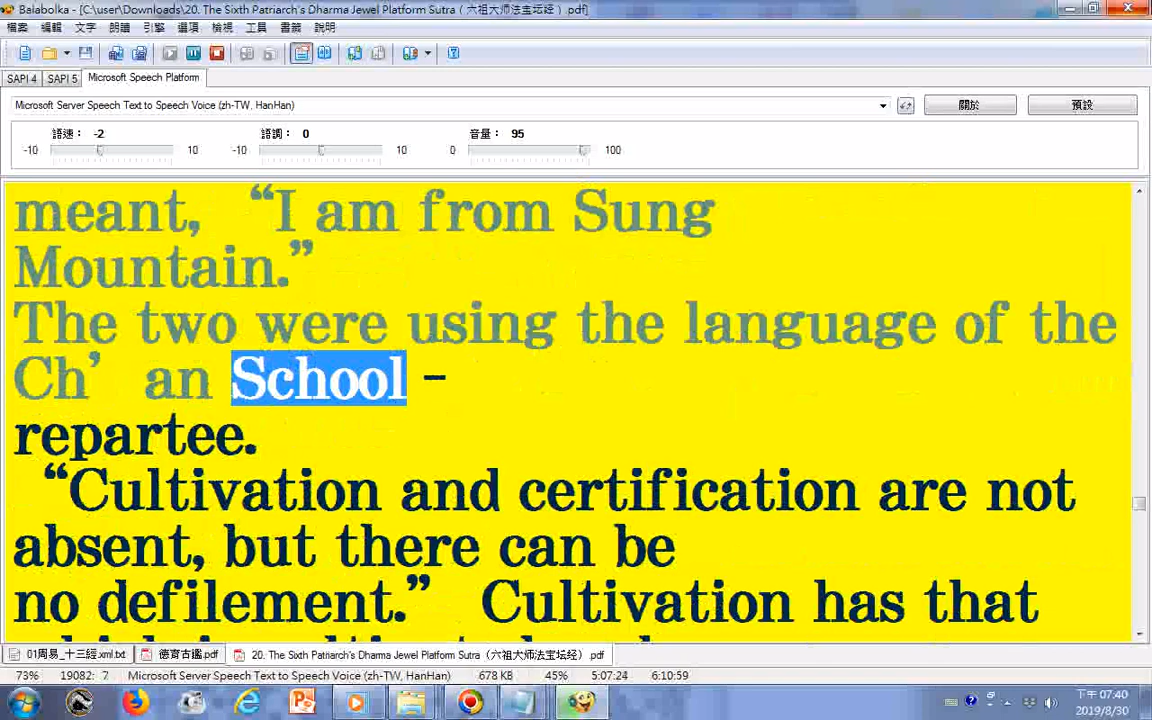 Balabolka - [C:\user\Downloads\20. The Sixth Patriarch's Dharma Jewel Platform Sutra（六祖大师法宝坛经）pdf]
檔案 編輯 文字 朗讀 引擎 選項 檢視 工具 書籤 說明
SAPI 4 SAPI 5 Microsoft Speech Platform
Microsoft Server Speech Text to Speech Voice (zh-TW, HanHan) 關於 預設
語速： -2 語調： 0 音量： 95
-10 10 -10 10 0 100
meant, “I am from Sung
Mountain.”
The two were using the language of the
Ch’ an School –
repartee.
“Cultivation and certification are not
absent, but there can be
no defilement.” Cultivation has that
01周易_十三經.xml.txt 德育古鑑.pdf 20. The Sixth Patriarch's Dharma Jewel Platform Sutra（六祖大师法宝坛经）.pdf
73% 19082: 7 Microsoft Server Speech Text to Speech Voice (zh-TW, HanHan) 678 KB 45% 5:07:24 6:10:59
下午 07:40
2019/8/30